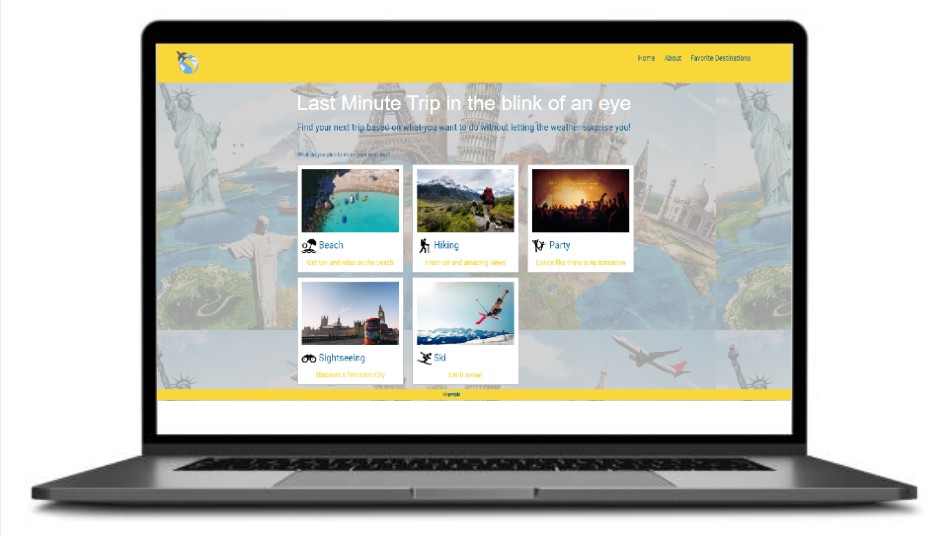 Home About Favorite Destinations
Last Minute Trip in the blink of an eye
Find your next trip based on what you want to do without letting the weather surprise you!
What do you plan to do on your next trip?
Beach
Get tan and relax on the beach
Hiking
Fresh air and amazing views
Party
Dance like there is no tomorrow
Sightseeing
Discover a Fantastic City
Ski
Let it snow!
Copyright